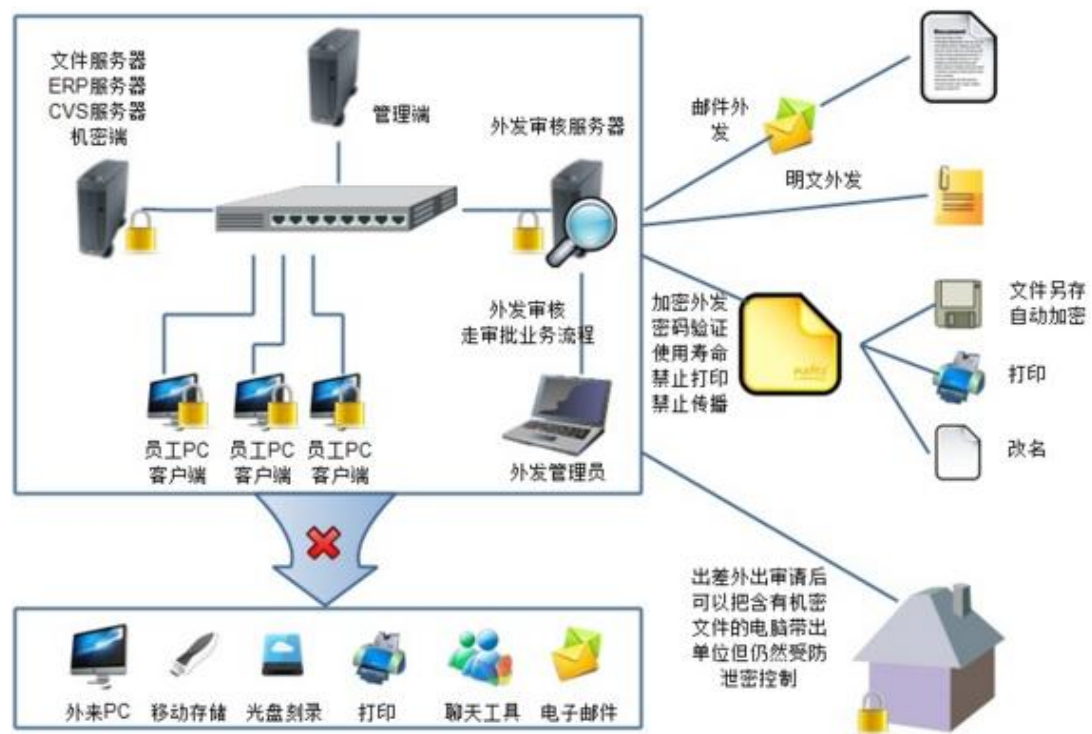 文件服务器
ERP服务器
CVS服务器
机密端
管理端
外发审核服务器
外发审核
走审批业务流程
员工PC
客户端
员工PC
客户端
员工PC
客户端
外发管理员
邮件外
发
Document
明文外发
加密外发
密码验证
使用寿命
禁止打印
禁止传播
文件另存
自动加密
打印
改名
出差外出审请后
可以把含有机密
文件的电脑带出
单位但仍然受防
泄密控制
外来PC
移动存储
光盘刻录
打印
聊天工具
电子邮件